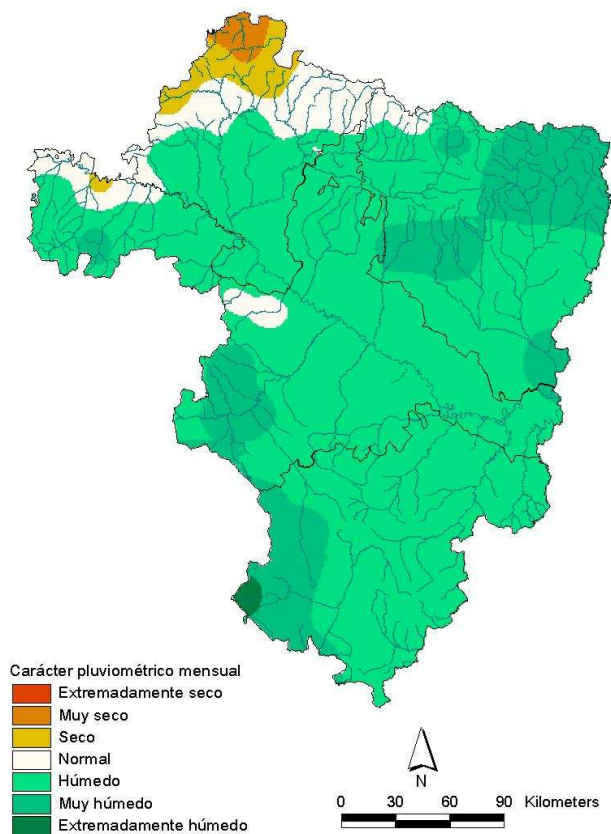 Carácter pluviométrico mensual
Extremadamente seco
Muy seco
Seco
Normal
Húmedo
Muy húmedo
Extremadamente húmedo
N
0 30 60 90 Kilometers